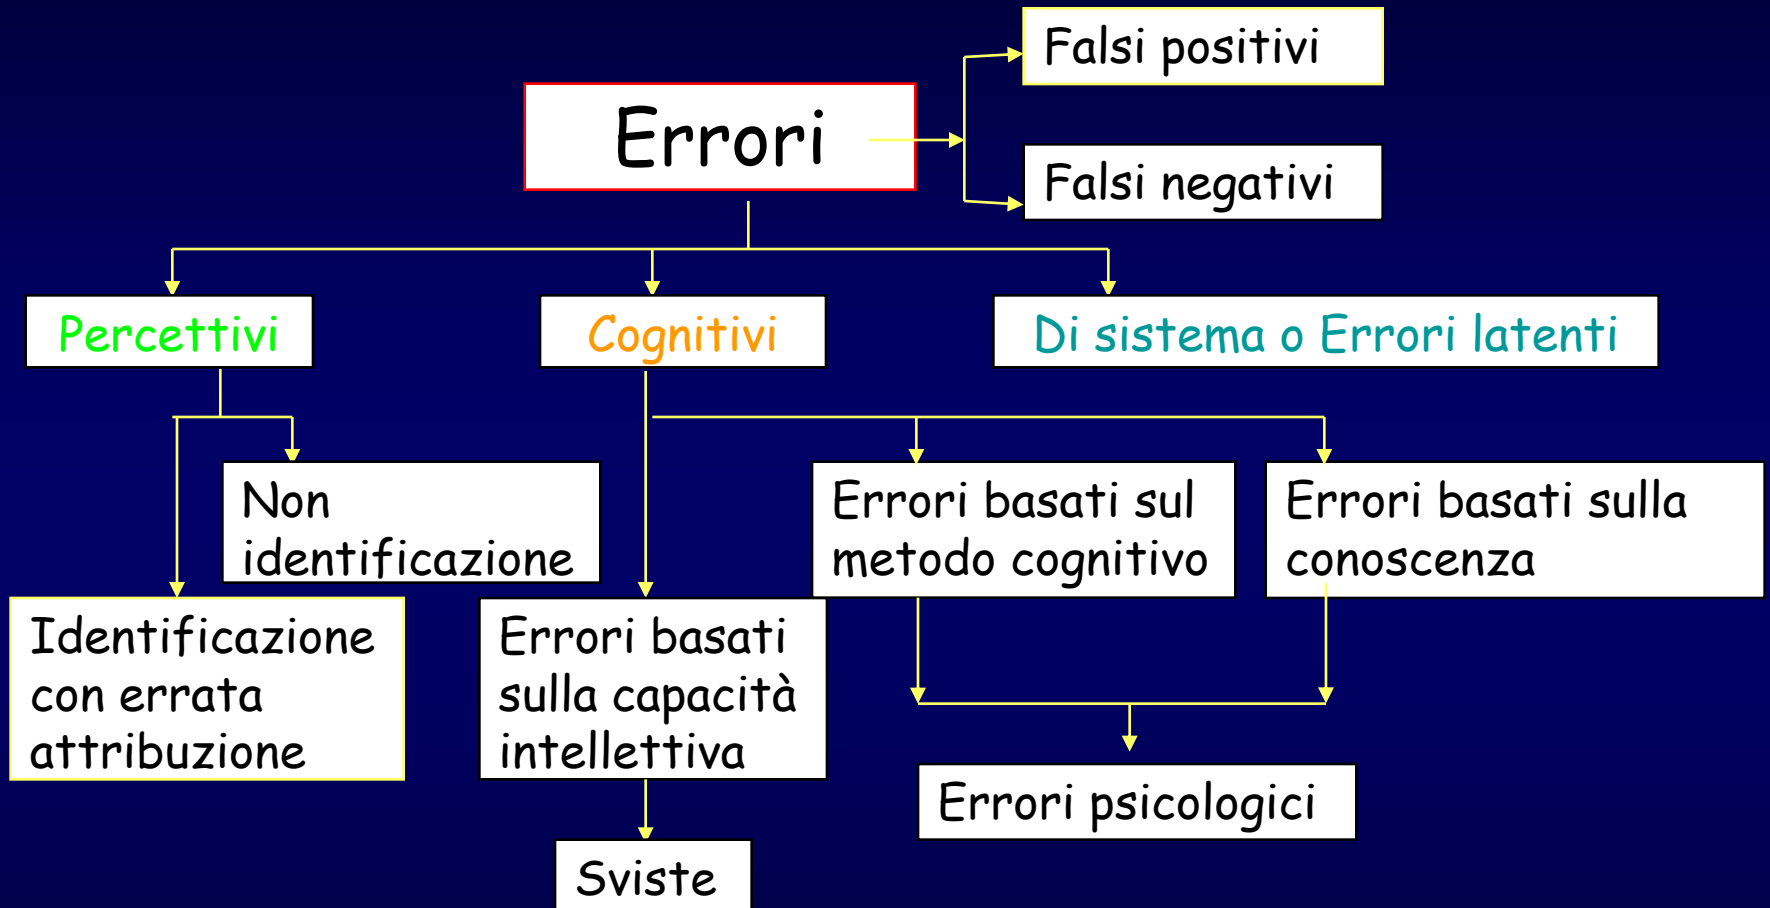 Falsi positivi
Errori
Falsi negativi
Percettivi
Cognitivi
Di sistema o Errori latenti
Non
identificazione
Errori basati sul
metodo cognitivo
Errori basati sulla
conoscenza
Identificazione
con errata
attribuzione
Errori basati
sulla capacità
intellettiva
Errori psicologici
Sviste